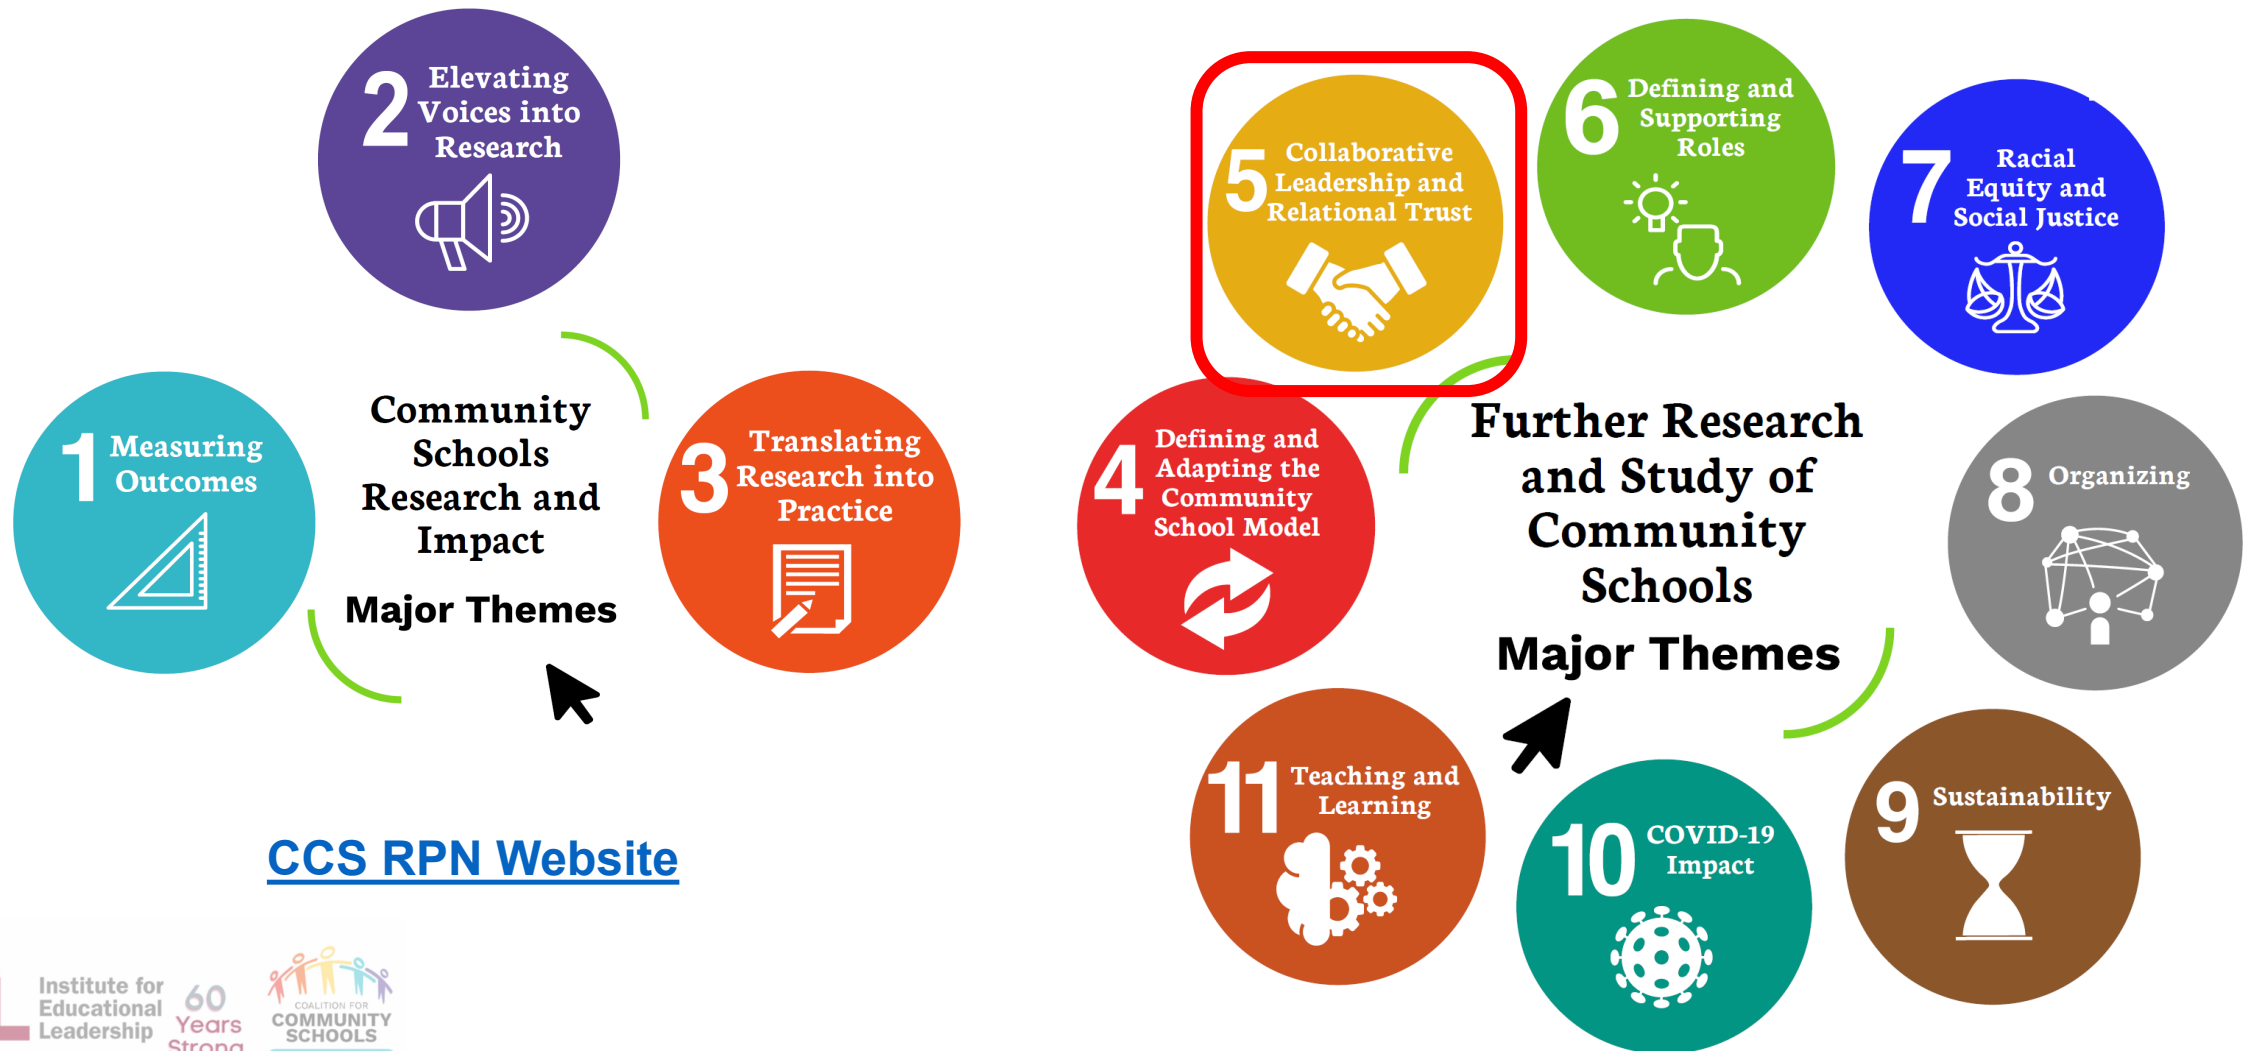 2
Elevating
Voices into
Research
1
Measuring
Outcomes
Community
Schools
Research and
Impact
Major Themes
3
Translating
Research into
Practice
CCS RPN Website
Institute for
Educational
Leadership
60
Years
Strong
COALITION FOR
COMMUNITY
SCHOOLS
5
Collaborative
Leadership and
Relational Trust
6
Defining and
Supporting
Roles
7
Racial
Equity and
Social Justice
4
Defining and
Adapting the
Community
School Model
Further Research
and Study of
Community
Schools
Major Themes
8
Organizing
11
Teaching and
Learning
10
COVID-19
Impact
9
Sustainability